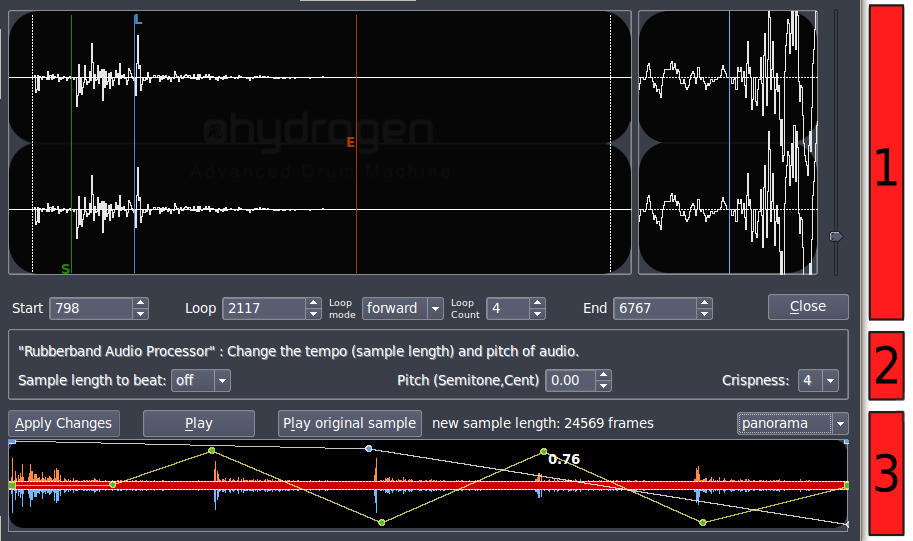 L
hydrogen
Advanced Drum Machine
E
S
1
Start 798 Loop 2117 Loop mode forward Loop Count 4 End 6767 Close
"Rubberband Audio Processor" : Change the tempo (sample length) and pitch of audio.
Sample length to beat: off Pitch (Semitone,Cent) 0.00 Crispness: 4
2
Apply Changes Play Play original sample new sample length: 24569 frames panorama
0.76
3